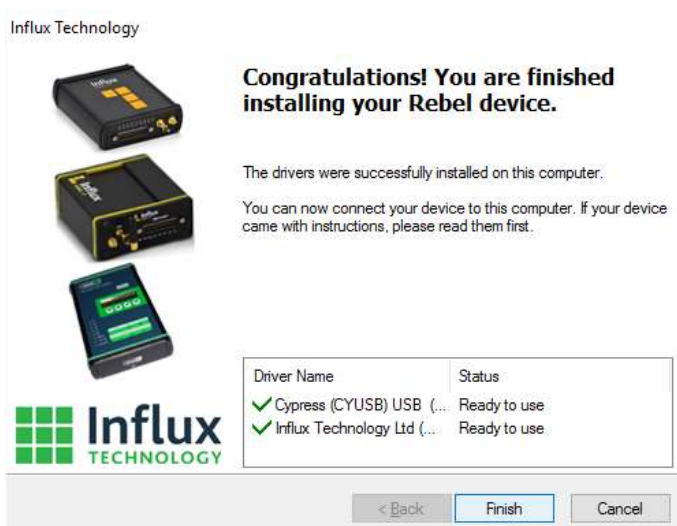 Influx Technology
Congratulations! You are finished
installing your Rebel device.
The drivers were successfully installed on this computer.
You can now connect your device to this computer. If your device
came with instructions, please read them first.
Driver Name Status
Cypress (CYUSB) USB (... Ready to use
Influx Technology Ltd (... Ready to use
Influx
TECHNOLOGY
< Back Finish Cancel